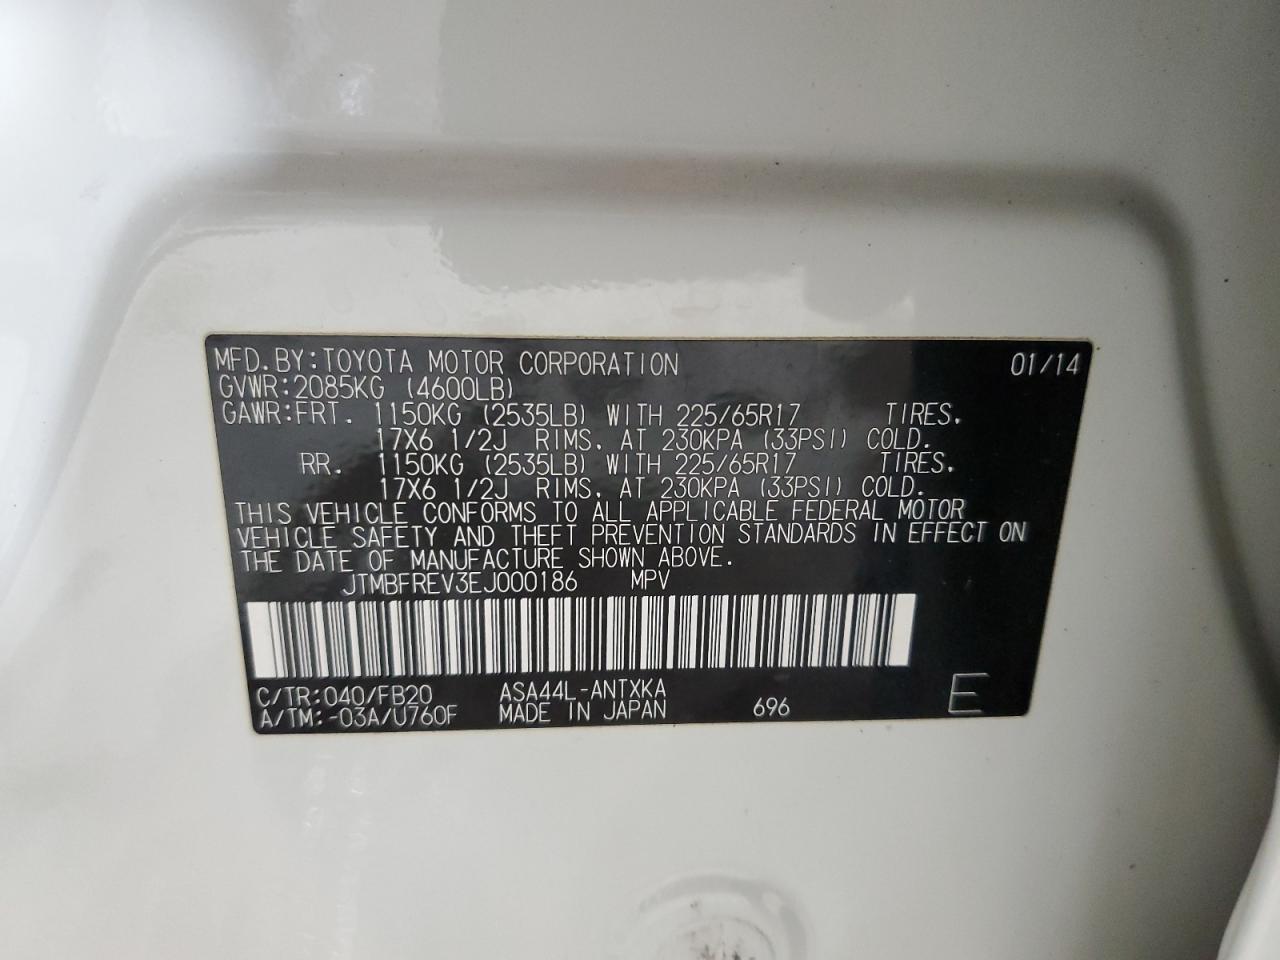 MFD.BY:TOYOTA MOTOR CORPORATION 01/14
GVWR:2085KG (4600LB)
GAWR:FRT. 1150KG (2535LB) WITH 225/65R17 TIRES.
17X6 1/2J RIMS, AT 230KPA (33PSI) COLD.
RR. 1150KG (2535LB) WITH 225/65R17 TIRES.
17X6 1/2J RIMS, AT 230KPA (33PSI) COLD.
THIS VEHICLE CONFORMS TO ALL APPLICABLE FEDERAL MOTOR
VEHICLE SAFETY AND THEFT PREVENTION STANDARDS IN EFFECT ON
THE DATE OF MANUFACTURE SHOWN ABOVE.
JTMBFREV3EJ000186 MPV
C/TR:040/FB20 ASA44L-ANTXKA
A/TM:-03A/U760F MADE IN JAPAN 696 E